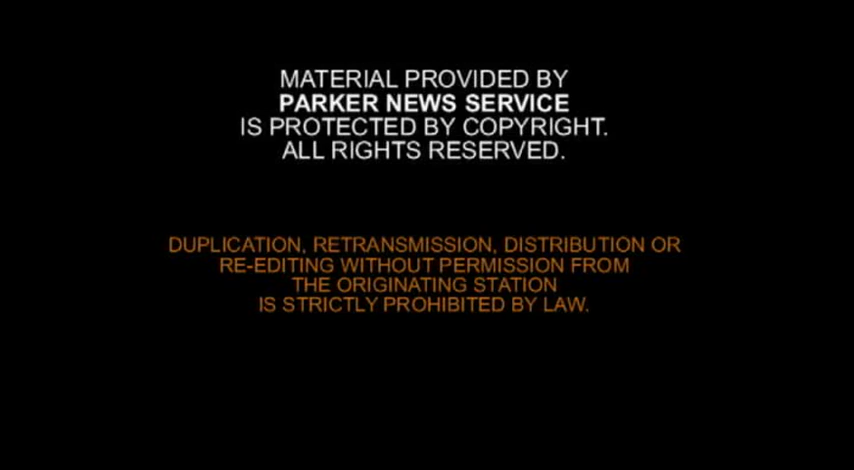 MATERIAL PROVIDED BY
PARKER NEWS SERVICE
IS PROTECTED BY COPYRIGHT.
ALL RIGHTS RESERVED.
DUPLICATION, RETRANSMISSION, DISTRIBUTION OR
RE-EDITING WITHOUT PERMISSION FROM
THE ORIGINATING STATION
IS STRICTLY PROHIBITED BY LAW.